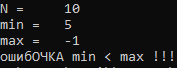 N =     10
min =   5
max =   -1
ошибОЧКА min < max !!!